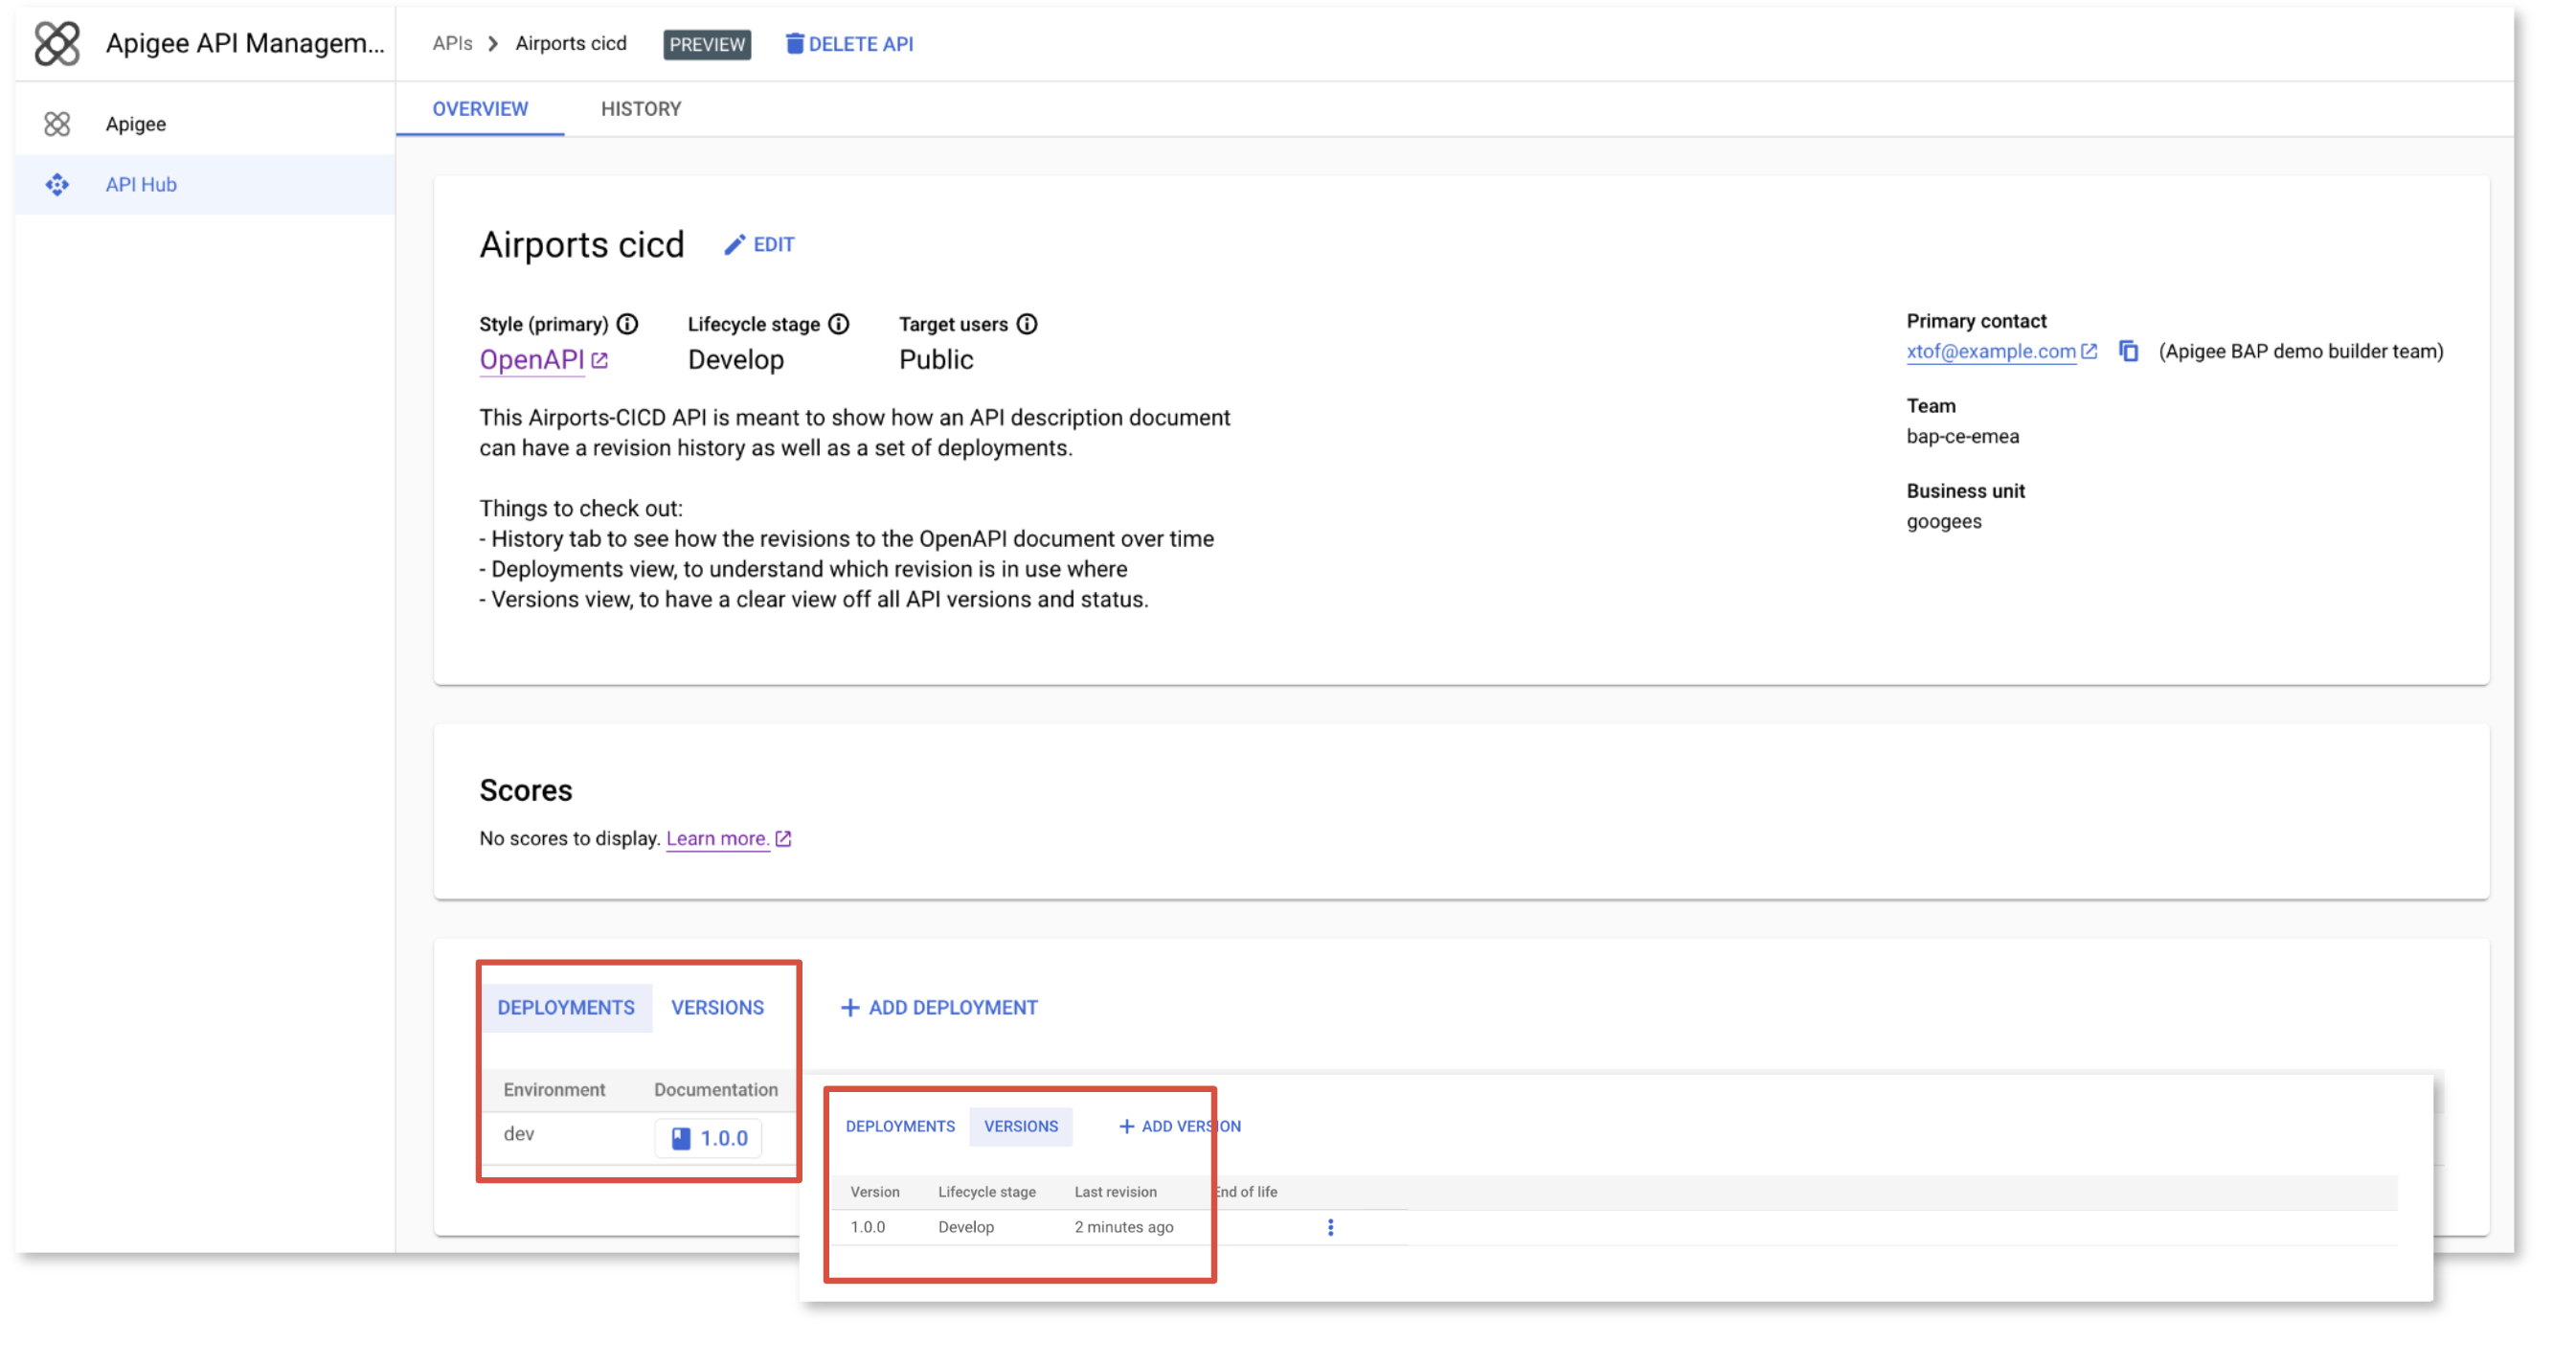 Apigee API Managem...
APIs > Airports cicd PREVIEW DELETE API
Apigee
API Hub
OVERVIEW HISTORY
Airports cicd EDIT
Style (primary) Lifecycle stage Target users
OpenAPI Develop Public
This Airports-CICD API is meant to show how an API description document
can have a revision history as well as a set of deployments.
Things to check out:
- History tab to see how the revisions to the OpenAPI document over time
- Deployments view, to understand which revision is in use where
- Versions view, to have a clear view off all API versions and status.
Primary contact
xtof@example.com (Apigee BAP demo builder team)
Team
bap-ce-emea
Business unit
googees
Scores
No scores to display. Learn more.
DEPLOYMENTS VERSIONS + ADD DEPLOYMENT
Environment Documentation
dev 1.0.0
DEPLOYMENTS VERSIONS + ADD VERSION
Version Lifecycle stage Last revision End of life
1.0.0 Develop 2 minutes ago